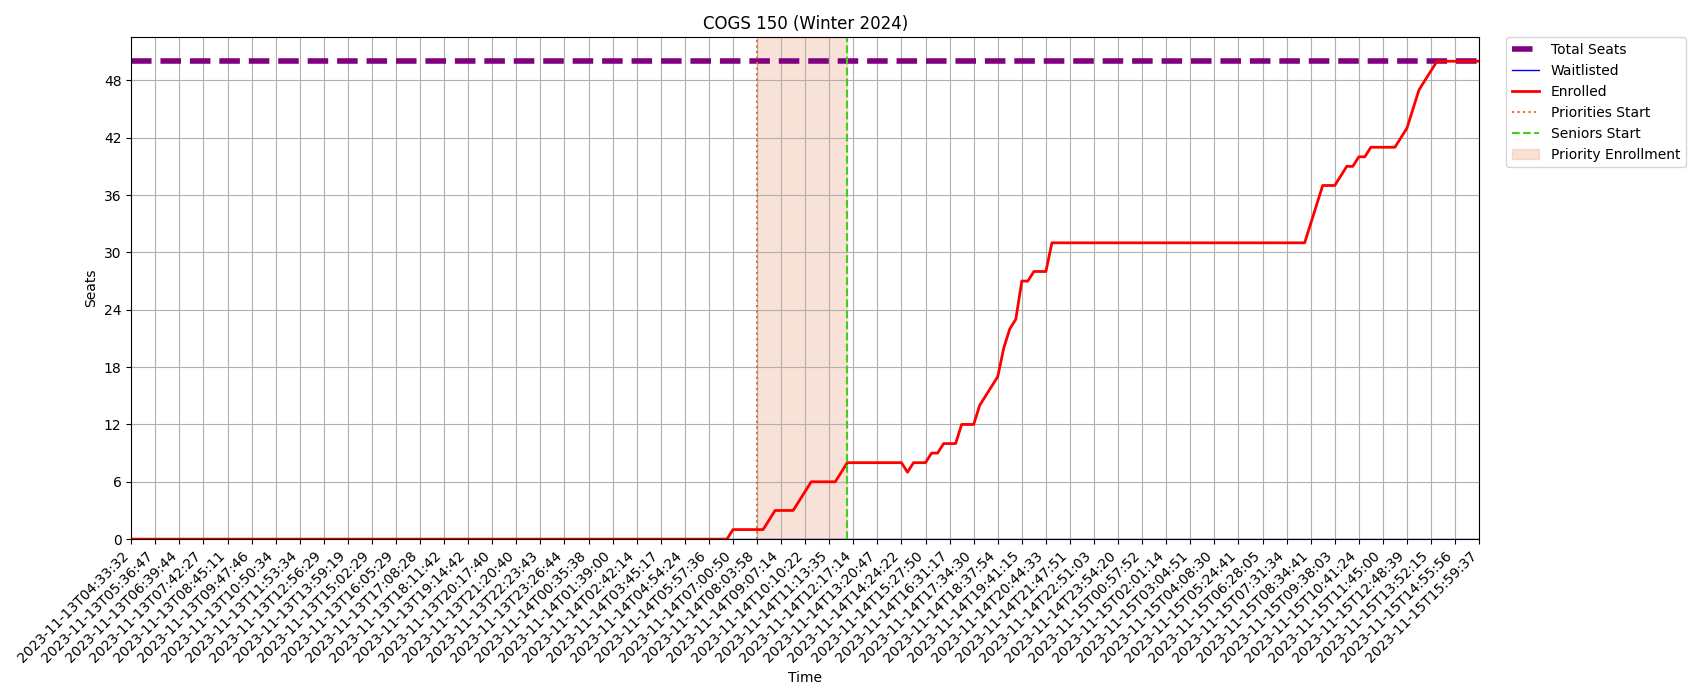 COGS 150 (Winter 2024)
Total Seats
Waitlisted
Enrolled
Priorities Start
Seniors Start
Priority Enrollment
Seats
48
42
36
30
24
18
12
6
0
2023-11-13T04:33:32
2023-11-13T05:36:47
2023-11-13T06:39:44
2023-11-13T07:42:27
2023-11-13T08:45:11
2023-11-13T09:47:46
2023-11-13T10:50:34
2023-11-13T11:53:34
2023-11-13T12:56:29
2023-11-13T13:59:19
2023-11-13T15:02:29
2023-11-13T16:05:29
2023-11-13T17:08:28
2023-11-13T18:11:42
2023-11-13T19:14:42
2023-11-13T20:17:40
2023-11-13T21:20:40
2023-11-13T22:23:43
2023-11-13T23:26:44
2023-11-14T00:35:38
2023-11-14T01:39:00
2023-11-14T02:42:14
2023-11-14T03:45:17
2023-11-14T04:54:24
2023-11-14T05:57:36
2023-11-14T07:00:50
2023-11-14T08:03:58
2023-11-14T09:07:14
2023-11-14T10:10:22
2023-11-14T11:13:35
2023-11-14T12:17:14
2023-11-14T13:20:47
2023-11-14T14:24:22
2023-11-14T15:27:50
2023-11-14T16:31:17
2023-11-14T17:34:30
2023-11-14T18:37:54
2023-11-14T19:41:15
2023-11-14T20:44:33
2023-11-14T21:47:51
2023-11-14T22:51:03
2023-11-14T23:54:20
2023-11-15T00:57:52
2023-11-15T02:01:14
2023-11-15T03:04:51
2023-11-15T04:08:30
2023-11-15T05:24:41
2023-11-15T06:28:05
2023-11-15T07:31:34
2023-11-15T08:34:41
2023-11-15T09:38:03
2023-11-15T10:41:24
2023-11-15T11:45:00
2023-11-15T12:48:39
2023-11-15T13:52:15
2023-11-15T14:55:56
2023-11-15T15:59:37
Time